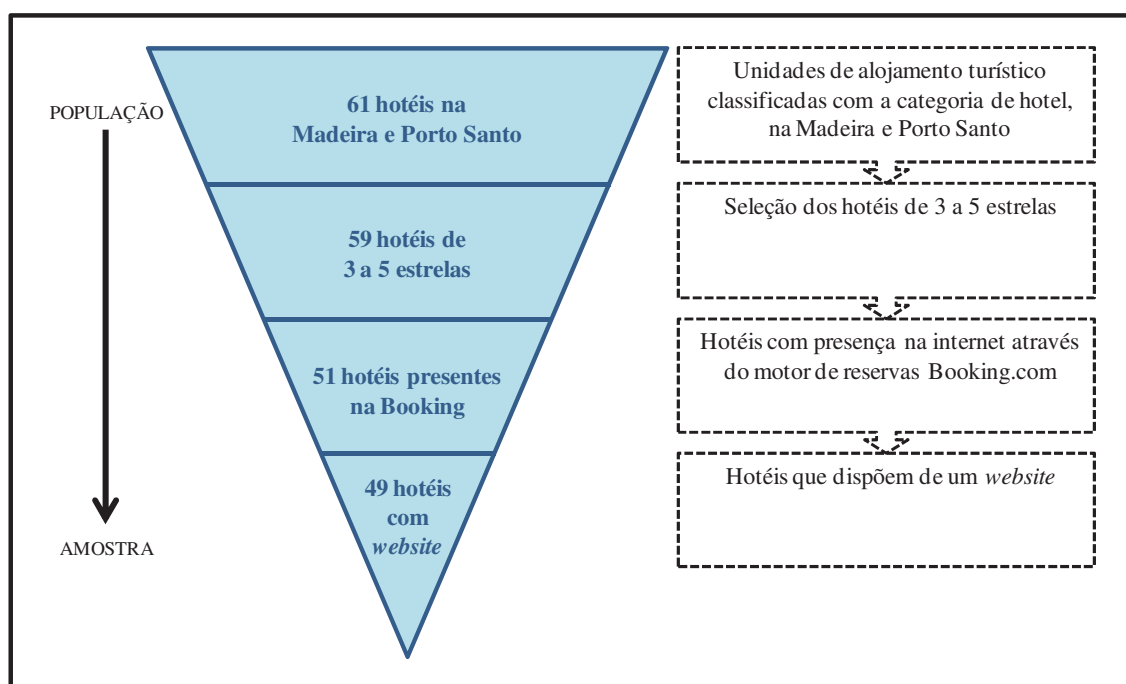 POPULAÇÃO
61 hotéis na
Madeira e Porto Santo
59 hotéis de
3 a 5 estrelas
51 hotéis presentes
na Booking
49 hotéis
com
website
AMOSTRA
Unidades de alojamento turístico
classificadas com a categoria de hotel,
na Madeira e Porto Santo
Seleção dos hotéis de 3 a 5 estrelas
Hotéis com presença na internet através
do motor de reservas Booking.com
Hotéis que dispõem de um website